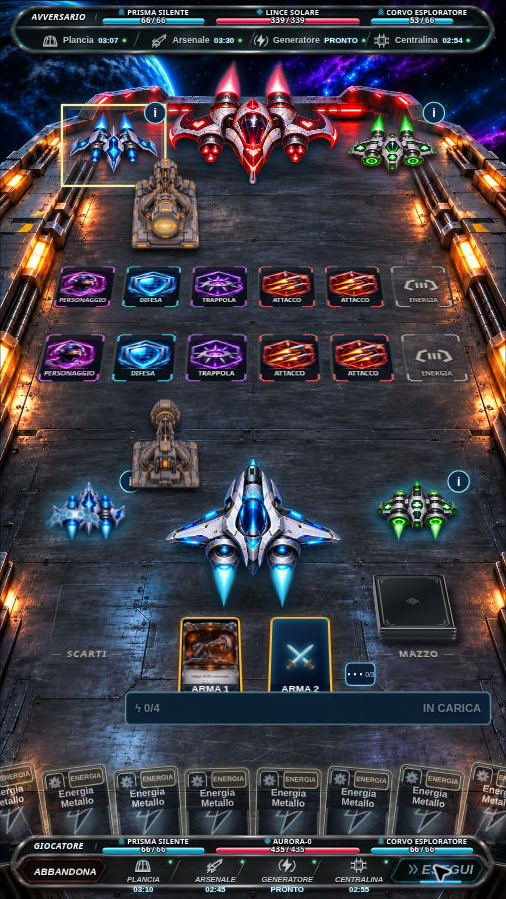 AVVERSARIO
PRISMA SILENTE
66/66
LINCE SOLARE
339/339
CORVO ESPLORATORE
53/66
Plancia 03:07
Arsenale 03:30
Generatore PRONTO
Centralina 02:54
i
i
PERSONAGGIO
DIFESA
TRAPPOLA
ATTACCO
ATTACCO
ENERGIA
PERSONAGGIO
DIFESA
TRAPPOLA
ATTACCO
ATTACCO
ENERGIA
i
i
SCARTI
MAZZO
ARMA 1
ARMA 2
0/3
ϟ 0/4
IN CARICA
ENERGIA
Energia
Metallo
ENERGIA
Energia
Metallo
ENERGIA
Energia
Metallo
ENERGIA
Energia
Metallo
ENERGIA
Energia
Metallo
ENERGIA
Energia
Metallo
ENERGIA
Energia
Metallo
ENERGIA
Energia
Metallo
GIOCATORE
PRISMA SILENTE
66/66
AURORA-0
435/435
CORVO ESPLORATORE
66/66
ABBANDONA
PLANCIA
03:10
ARSENALE
02:45
GENERATORE
PRONTO
CENTRALINA
02:55
ESEGUI